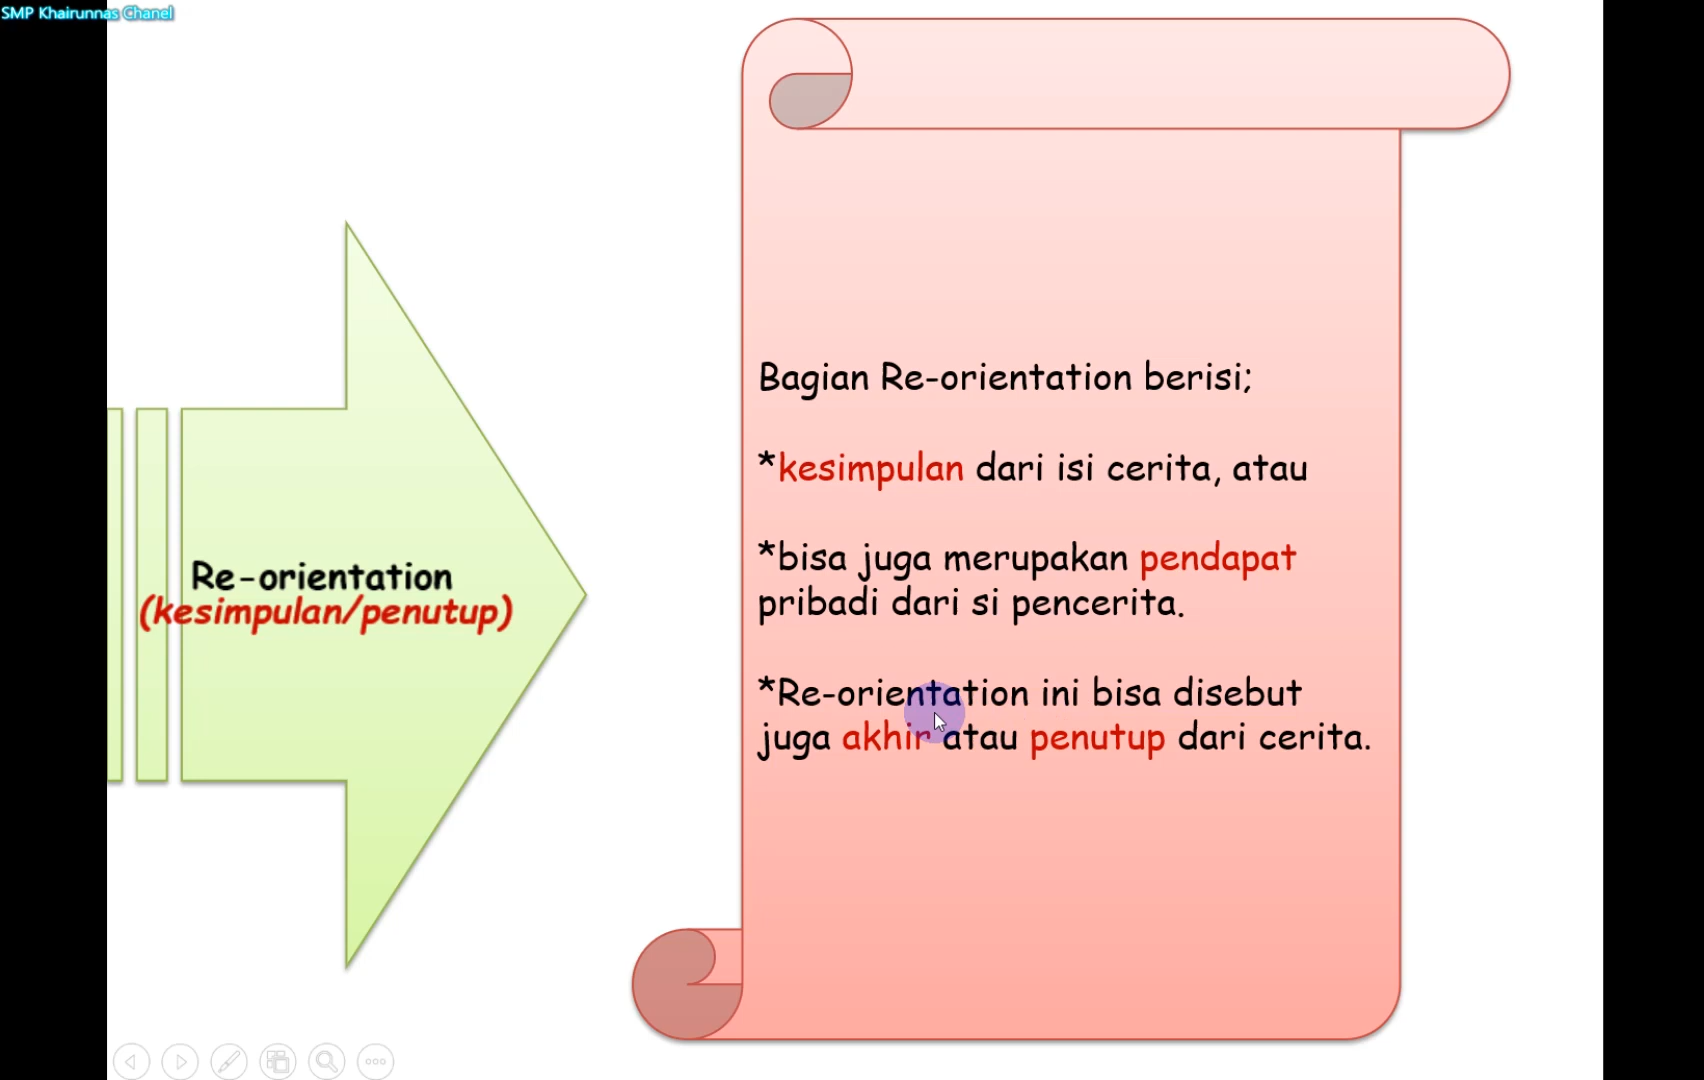 SMP Khairunnas Chanel
Re-orientation
(kesimpulan/penutup)
Bagian Re-orientation berisi;
*kesimpulan dari isi cerita, atau
*bisa juga merupakan pendapat
pribadi dari si pencerita.
*Re-orientation ini bisa disebut
juga akhir atau penutup dari cerita.